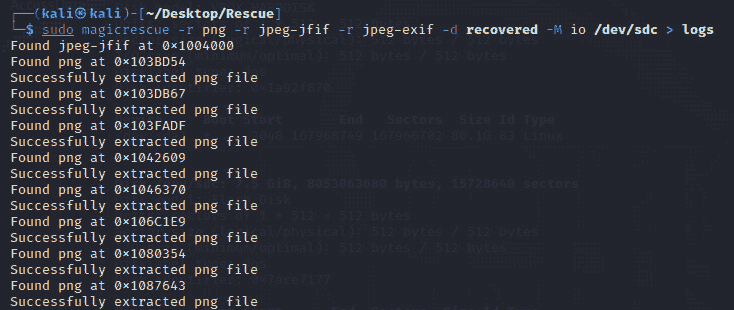 ┌──(kali㉿kali)-[~/Desktop/Rescue]
└─$ sudo magicrescue -r png -r jpeg-jfif -r jpeg-exif -d recovered -M io /dev/sdc > logs
Found jpeg-jfif at 0×1004000
Found png at 0×103BD54
Successfully extracted png file
Found png at 0×103DB67
Successfully extracted png file
Found png at 0×103FADF
Successfully extracted png file
Found png at 0×1042609
Successfully extracted png file
Found png at 0×1046370
Successfully extracted png file
Found png at 0×106C1E9
Successfully extracted png file
Found png at 0×1080354
Successfully extracted png file
Found png at 0×1087643
Successfully extracted png file